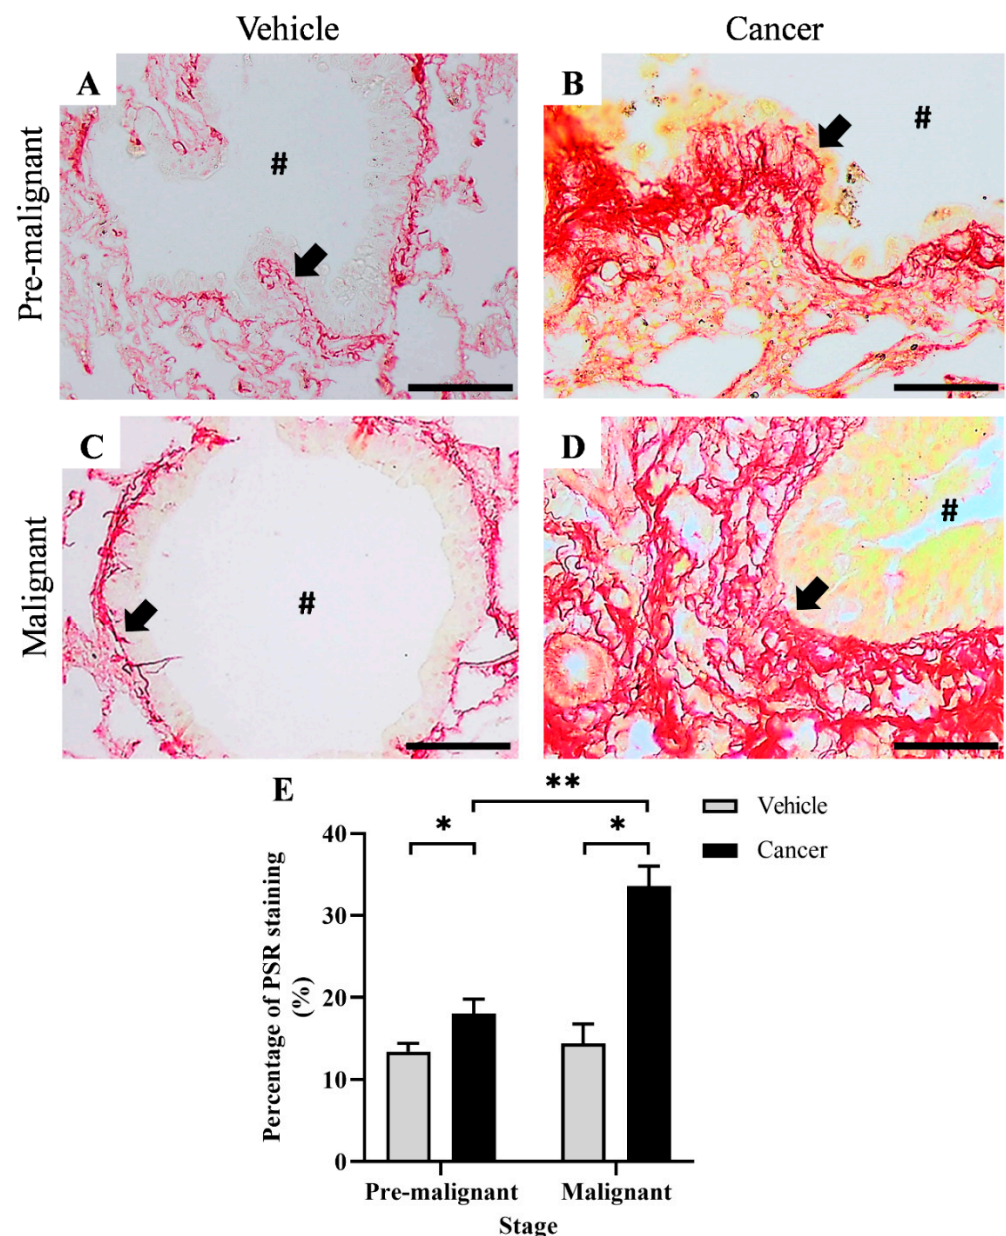 Vehicle
Cancer
Pre-malignant
A
#
B
#
Malignant
C
#
D
#
E
**
*
*
Vehicle
Cancer
Percentage of PSR staining
(%)
40
30
20
10
0
Pre-malignant
Malignant
Stage